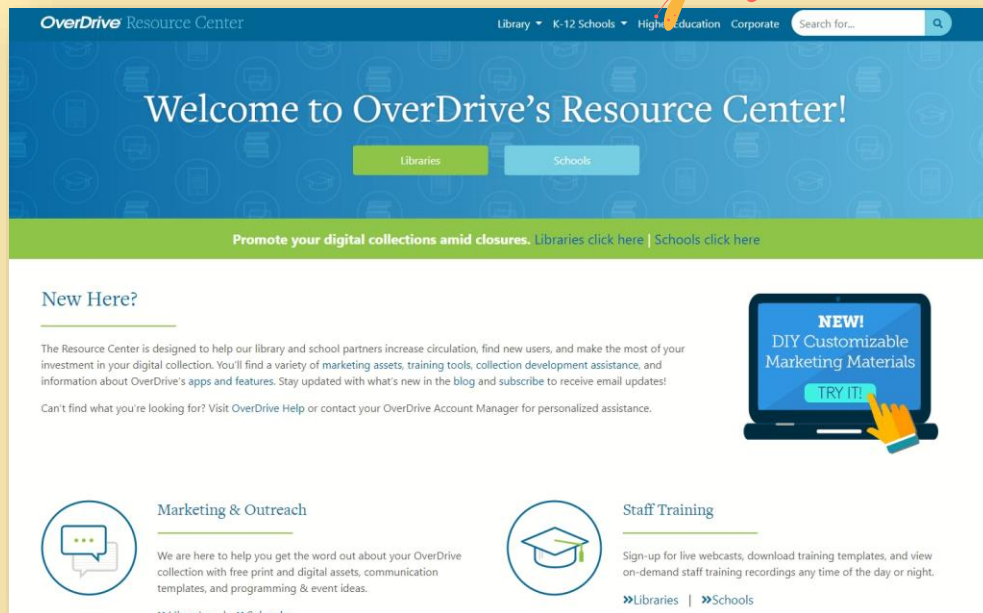 OverDrive Resource Center
Library K-12 Schools Higher Education Corporate Search for...
Welcome to OverDrive's Resource Center!
Libraries Schools
Promote your digital collections amid closures. Libraries click here | Schools click here
New Here?
The Resource Center is designed to help our library and school partners increase circulation, find new users, and make the most of your
investment in your digital collection. You'll find a variety of marketing assets, training tools, collection development assistance, and
information about OverDrive's apps and features. Stay updated with what's new in the blog and subscribe to receive email updates!
Can't find what you're looking for? Visit OverDrive Help or contact your OverDrive Account Manager for personalized assistance.
NEW!
DIY Customizable
Marketing Materials
TRY IT!
Marketing & Outreach
We are here to help you get the word out about your OverDrive
collection with free print and digital assets, communication
templates, and programming & event ideas.
Staff Training
Sign-up for live webcasts, download training templates, and view
on-demand staff training recordings any time of the day or night.
»Libraries | »Schools